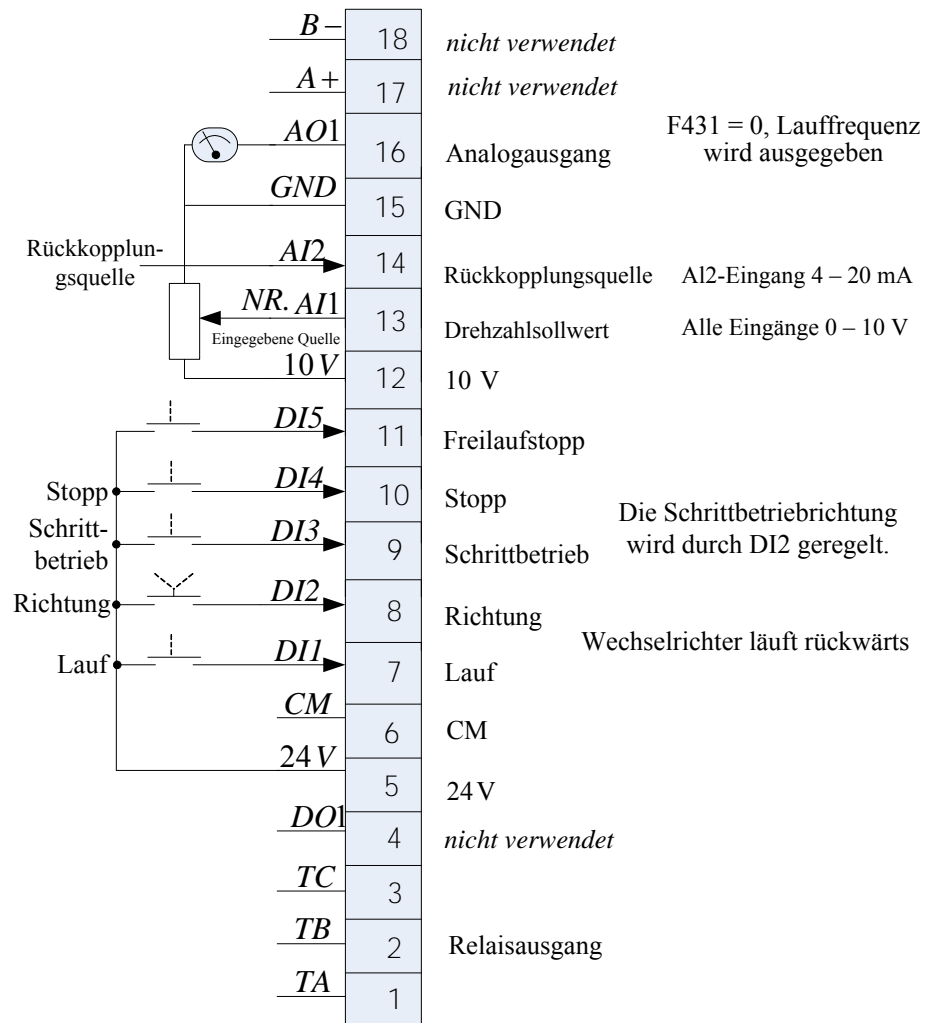 B – 18 nicht verwendet
A + 17 nicht verwendet
AO1 16 Analogausgang
F431 = 0, Lauffrequenz
wird ausgegeben
GND 15 GND
Rückkopplun-
gsquelle
AI2 14 Rückkopplungsquelle Al2-Eingang 4 – 20 mA
NR. AI1 13 Drehzahlsollwert Alle Eingänge 0 – 10 V
Eingegebene Quelle
10V 12 10 V
DI5 11 Freilaufstopp
Stopp DI4 10 Stopp
Schritt-
betrieb
DI3 9 Schrittbetrieb
Die Schrittbetriebrichtung
wird durch DI2 geregelt.
Richtung DI2 8 Richtung
Wechselrichter läuft rückwärts
Lauf DI1 7 Lauf
CM 6 CM
24V 5 24V
DO1 4 nicht verwendet
TC 3
TB 2 Relaisausgang
TA 1